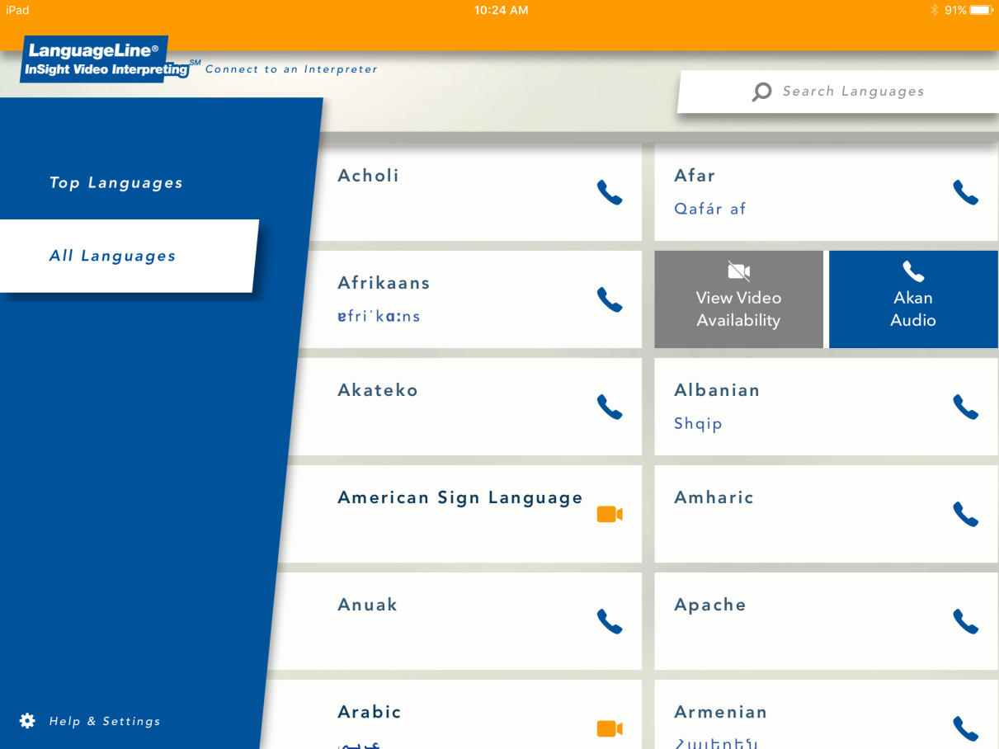 iPad
10:24 AM
91%
LanguageLine®
InSight Video Interpreting℠
Connect to an Interpreter
Search Languages
Top Languages
All Languages
Help & Settings
Acholi
Afar
Qafár af
Afrikaans
ɐfriˈkɑːns
View Video
Availability
Akan
Audio
Akateko
Albanian
Shqip
American Sign Language
Amharic
Anuak
Apache
Arabic
عربي
Armenian
Հայերեն